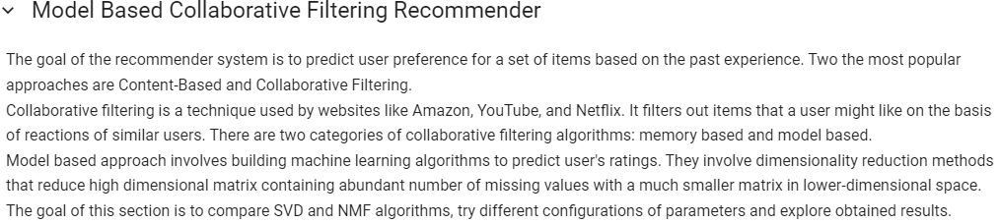 Model Based Collaborative Filtering Recommender
The goal of the recommender system is to predict user preference for a set of items based on the past experience. Two the most popular
approaches are Content-Based and Collaborative Filtering.
Collaborative filtering is a technique used by websites like Amazon, YouTube, and Netflix. It filters out items that a user might like on the basis
of reactions of similar users. There are two categories of collaborative filtering algorithms: memory based and model based.
Model based approach involves building machine learning algorithms to predict user's ratings. They involve dimensionality reduction methods
that reduce high dimensional matrix containing abundant number of missing values with a much smaller matrix in lower-dimensional space.
The goal of this section is to compare SVD and NMF algorithms, try different configurations of parameters and explore obtained results.